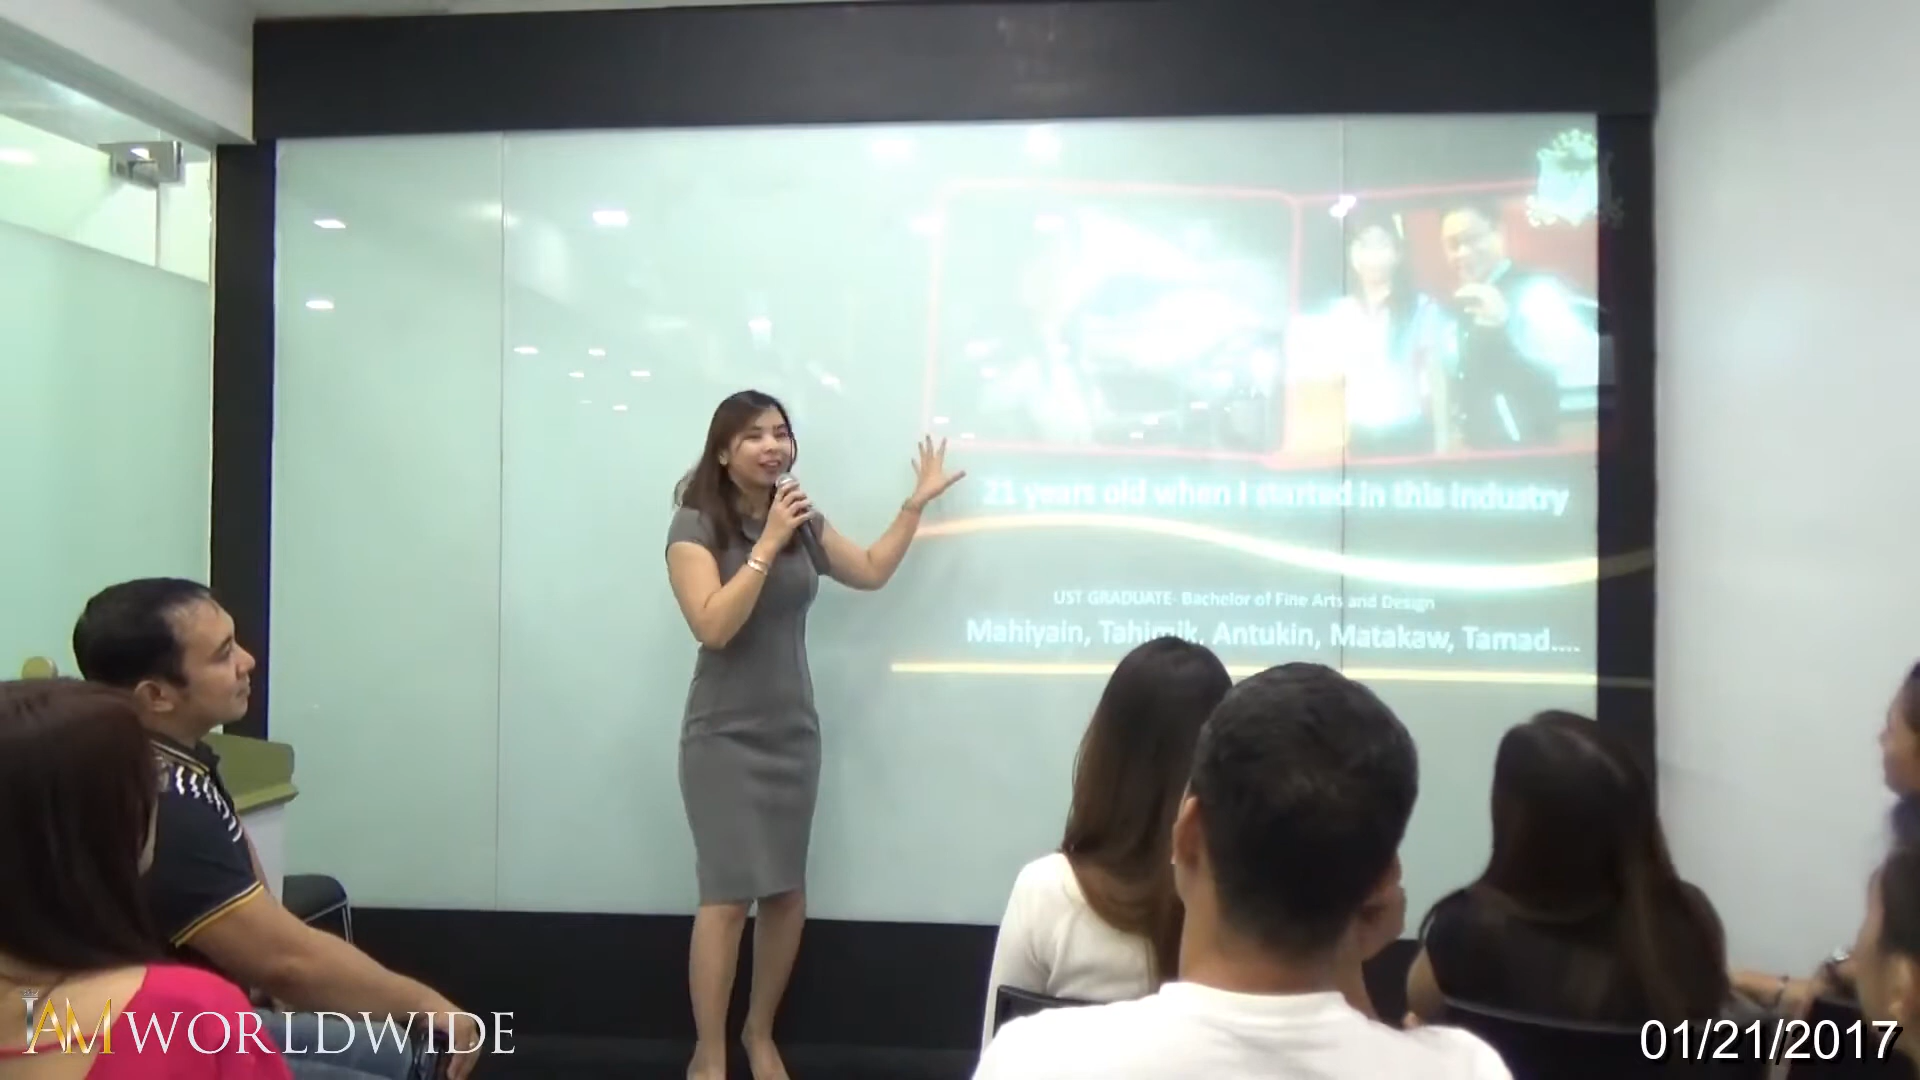 21 years old when I started in this Industry
UST GRADUATE- Bachelor of Fine Arts and Design
Mahiyain, Tahimik, Antukin, Matakaw, Tamad....
IAM WORLDWIDE
01/21/2017